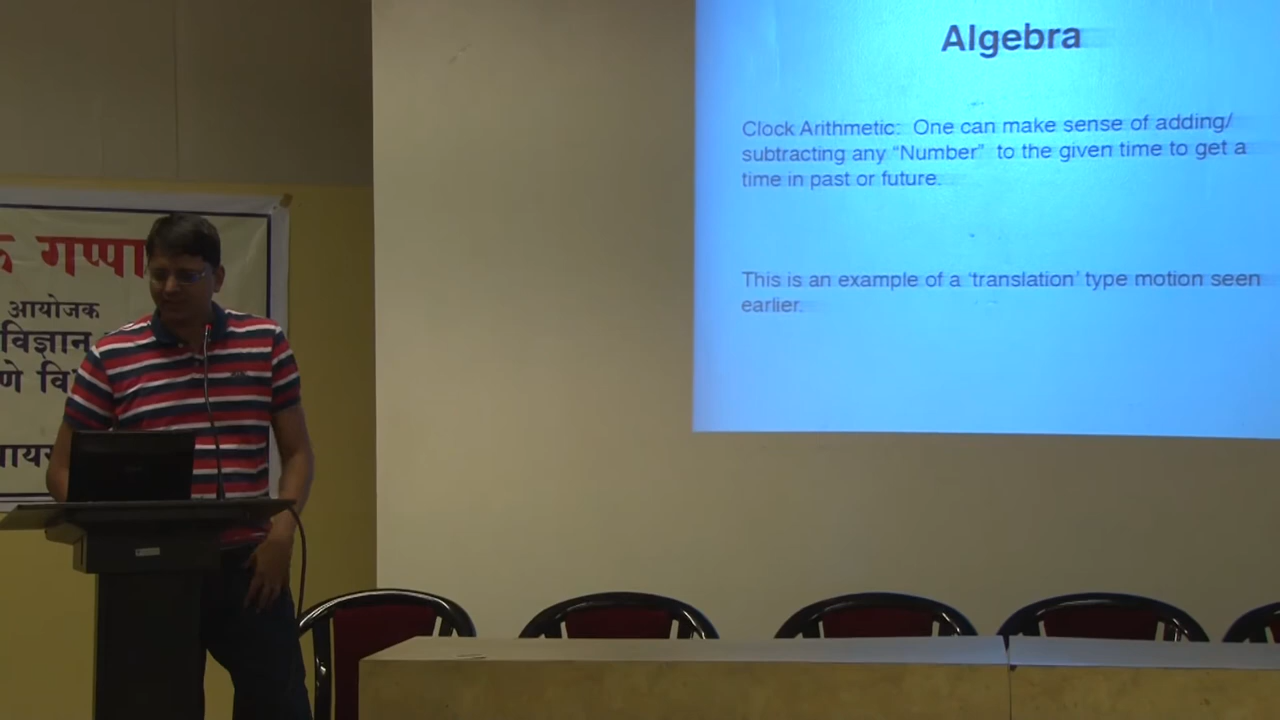 Algebra
Clock Arithmetic: One can make sense of adding/
subtracting any “Number” to the given time to get a
time in past or future.
This is an example of a ‘translation’ type motion seen
earlier.
गप्पा
आयोजक
विज्ञान